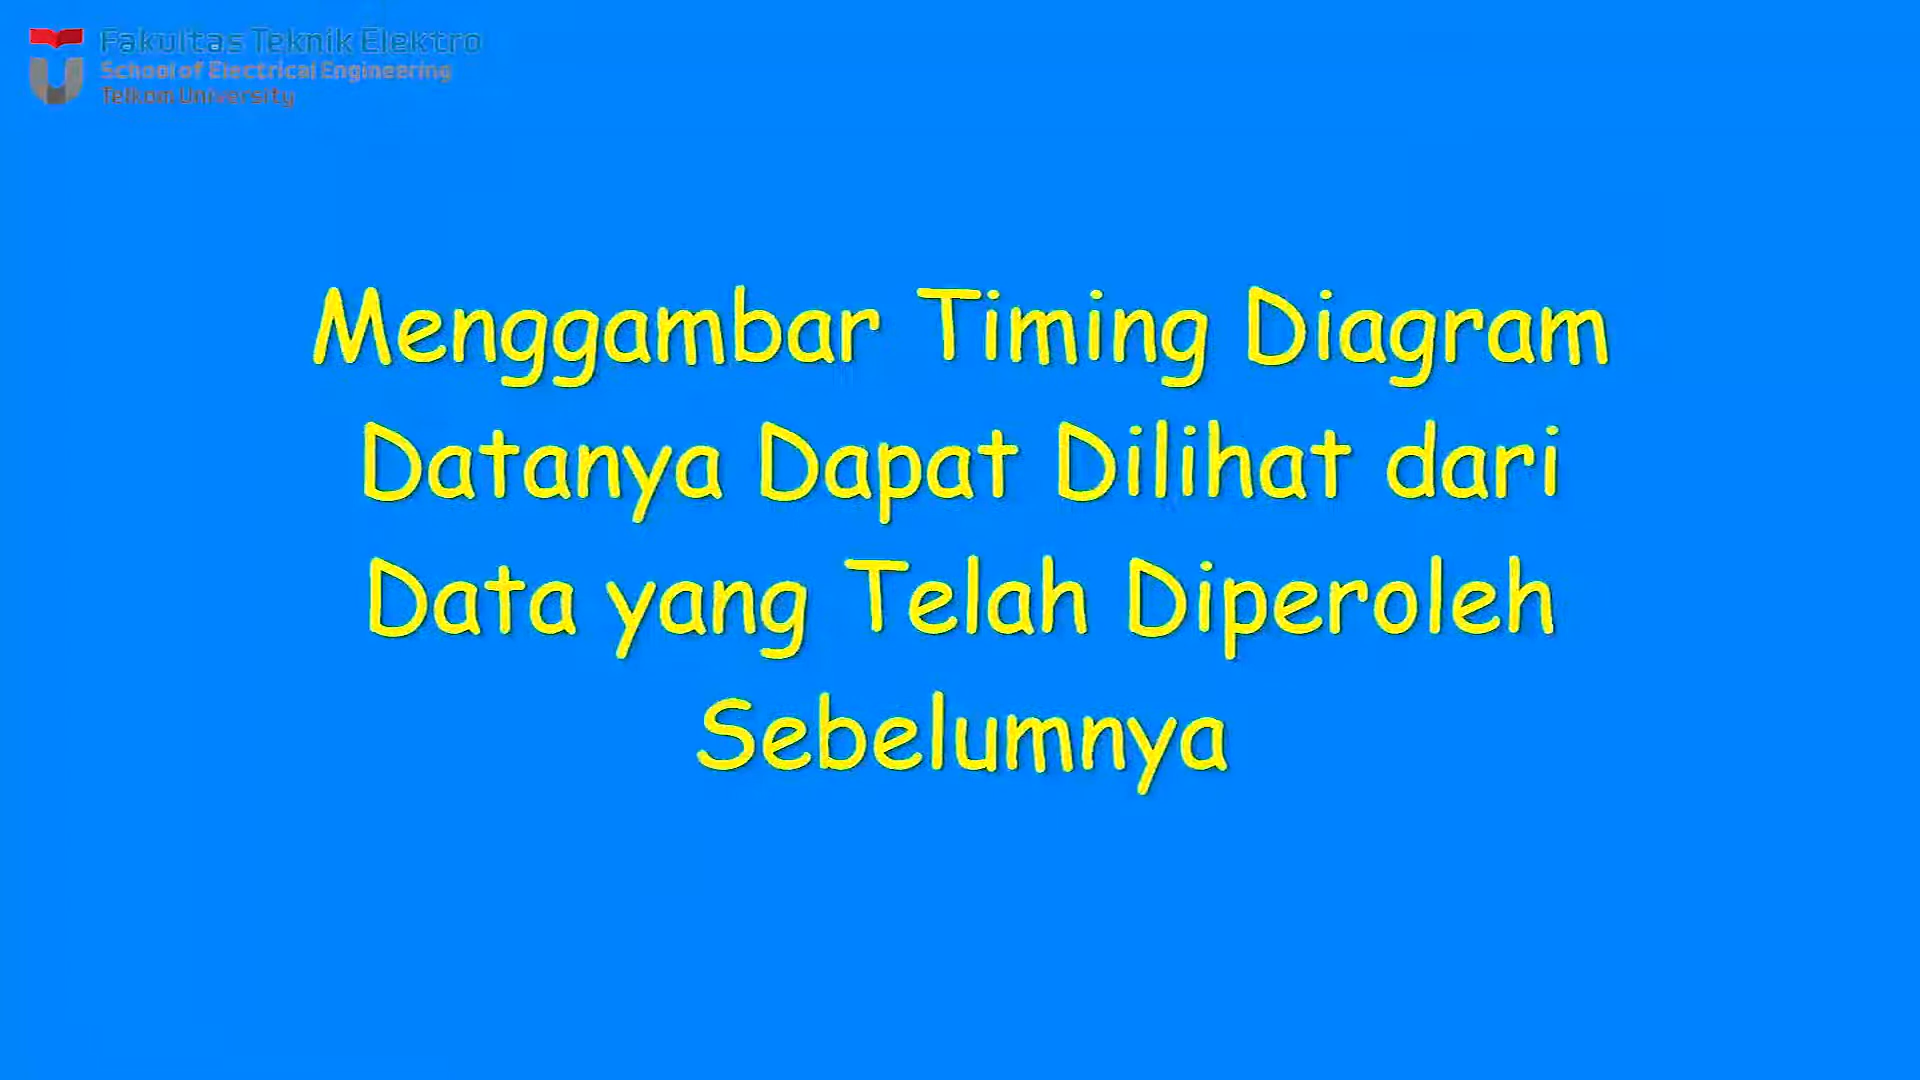 Fakultas Teknik Elektro
School of Electrical Engineering
Telkom University
Menggambar Timing Diagram
Datanya Dapat Dilihat dari
Data yang Telah Diperoleh
Sebelumnya